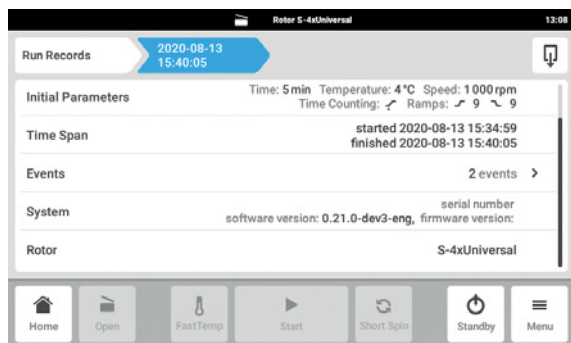 Rotor S-4xUniversal
13:08
Run Records
2020-08-13
15:40:05
Initial Parameters
Time: 5 min Temperature: 4°C Speed: 1000 rpm
Time Counting: Ramps: 9 9
Time Span
started 2020-08-13 15:34:59
finished 2020-08-13 15:40:05
Events
2 events
System
serial number
software version: 0.21.0-dev3-eng, firmware version:
Rotor
S-4xUniversal
Home
Open
FastTemp
Start
Short Spin
Standby
Menu